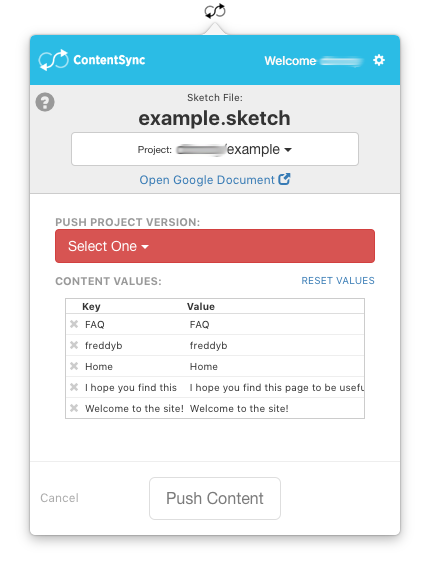 ContentSync
Welcome
Sketch File:
example.sketch
Project: /example
Open Google Document
PUSH PROJECT VERSION:
Select One
CONTENT VALUES: RESET VALUES
Key Value
FAQ FAQ
freddyb freddyb
Home Home
I hope you find this I hope you find this page to be usefu
Welcome to the site! Welcome to the site!
Cancel Push Content